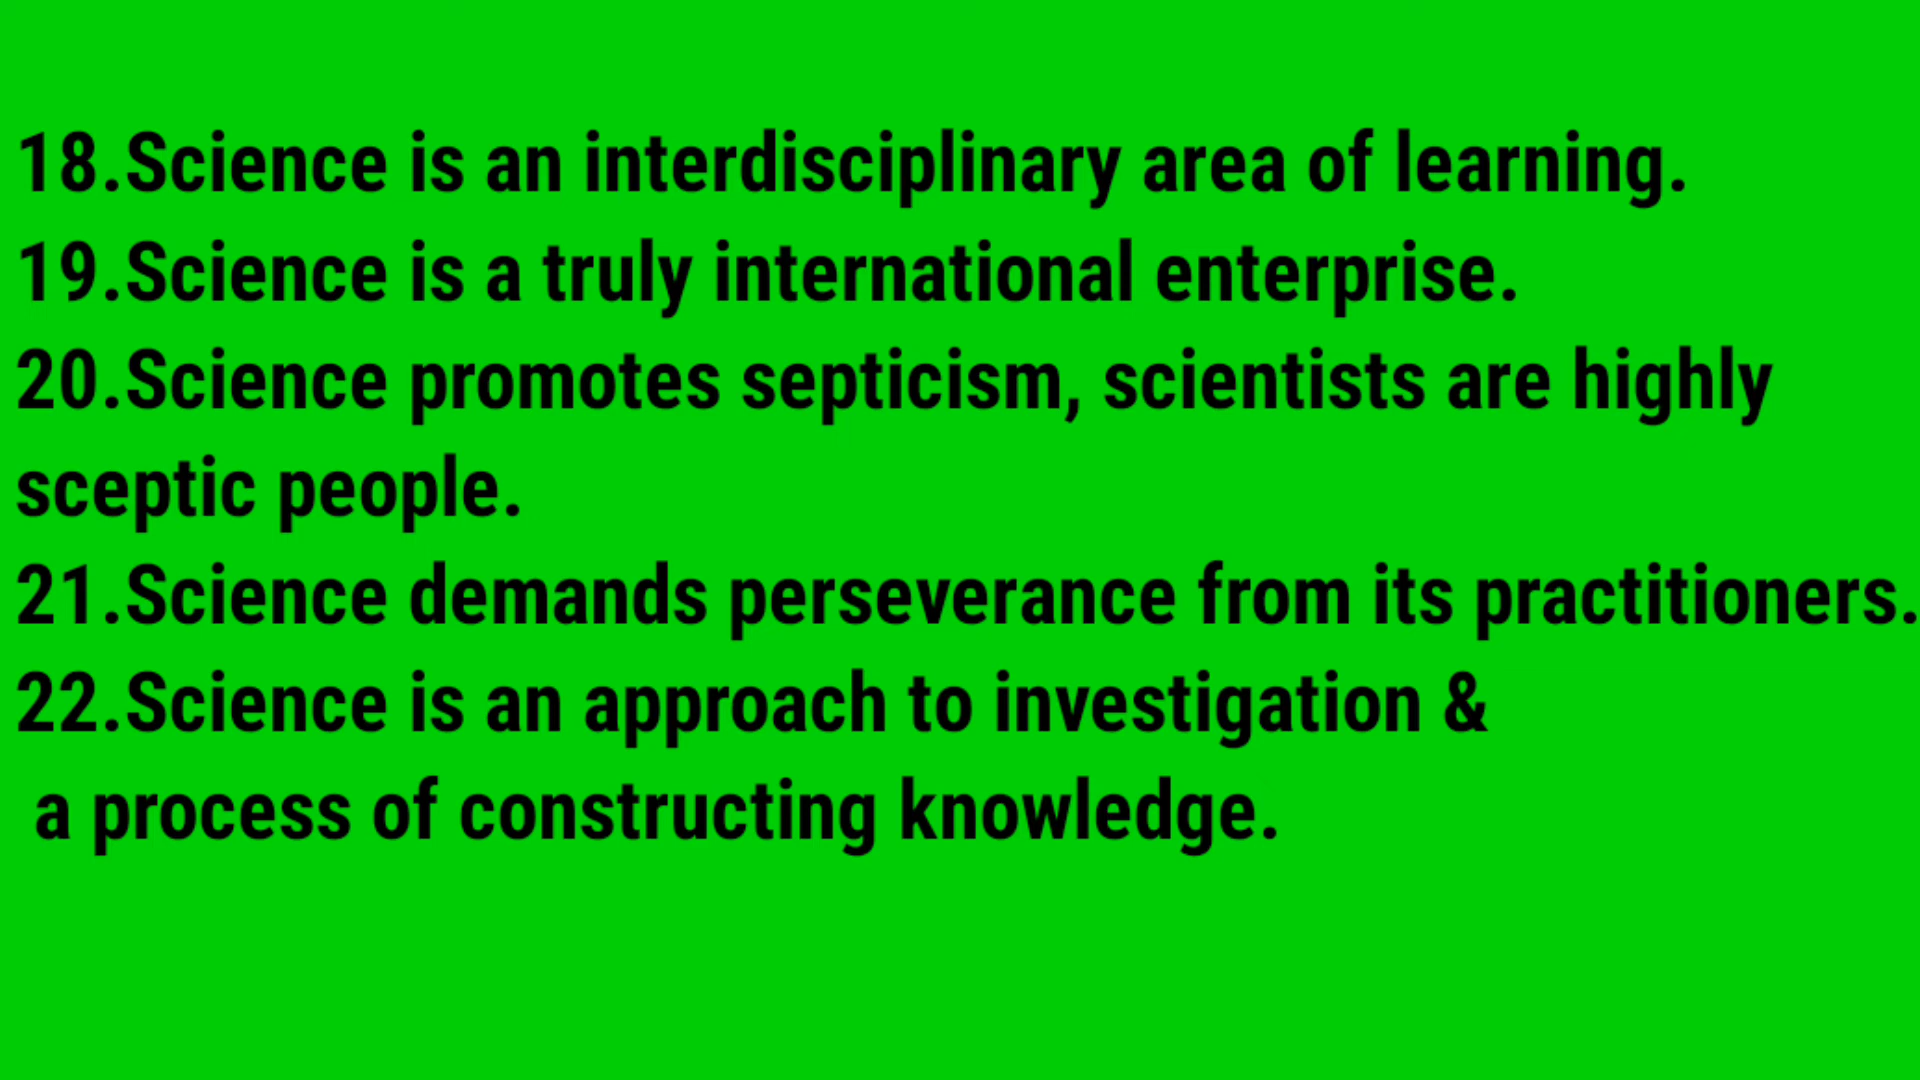 18.Science is an interdisciplinary area of learning.
19.Science is a truly international enterprise.
20.Science promotes septicism, scientists are highly
sceptic people.
21.Science demands perseverance from its practitioners.
22.Science is an approach to investigation &
a process of constructing knowledge.